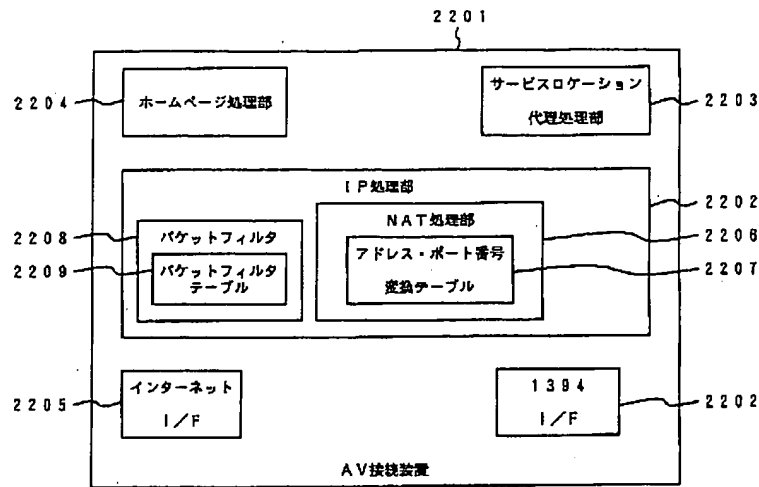 2201
2204
ホームページ処理部
サービスロケーション
代理処理部
2203
IP処理部
2202
NAT処理部
2208
パケットフィルタ
2206
2209
パケットフィルタ
テーブル
アドレス・ポート番号
変換テーブル
2207
2205
インターネット
I/F
1394
I/F
2202
AV接続装置